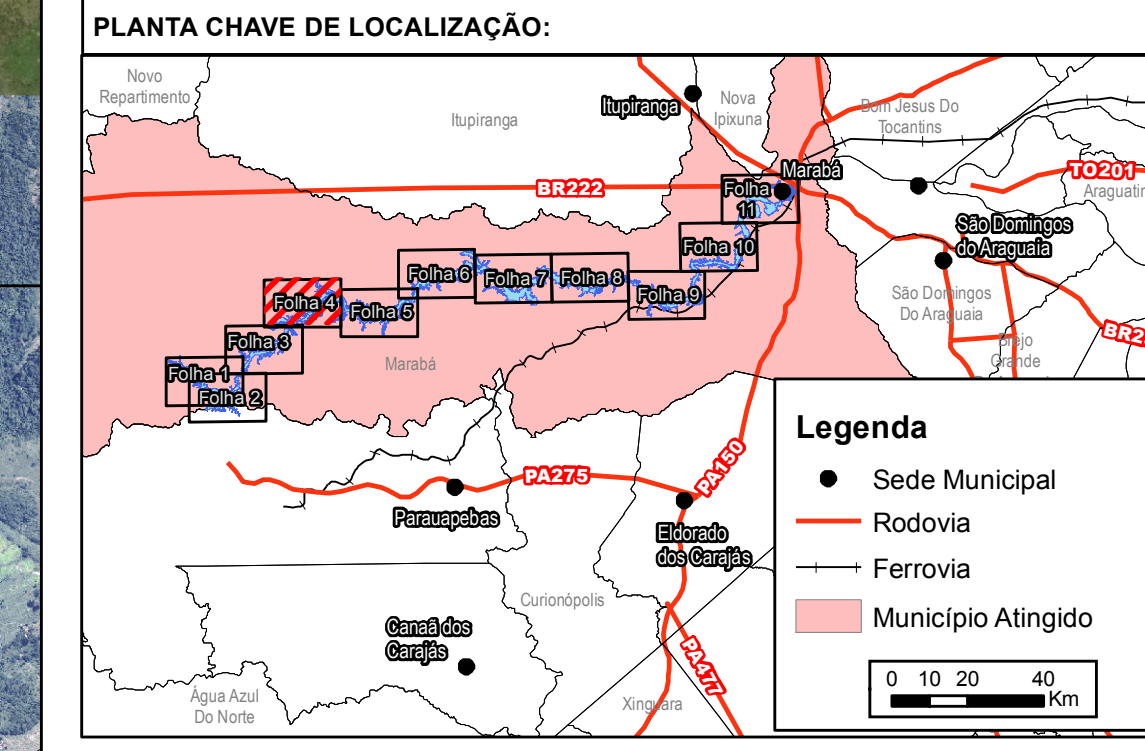 PLANTA CHAVE DE LOCALIZAÇÃO:
Novo
Repartimento
Itupiranga
Itupiranga
Nova
Ipixuna
Bom Jesus Do
Tocantins
Marabá
BR222
TO201
Folha
11
São Domingos
do Araguaia
Folha 10
Folha 6
Folha 7
Folha 8
Folha 9
Folha 4
Folha 5
São Domingos
Do Araguaia
Folha 3
Brejo
Grande
Marabá
Folha 1
Folha 2
PA150
PA275
Parauapebas
Eldorado
dos Carajás
Curionópolis
Canaã dos
Carajás
PA477
Água Azul
Do Norte
Xinguara
Legenda
Sede Municipal
Rodovia
Ferrovia
Município Atingido
0 10 20 40
Km